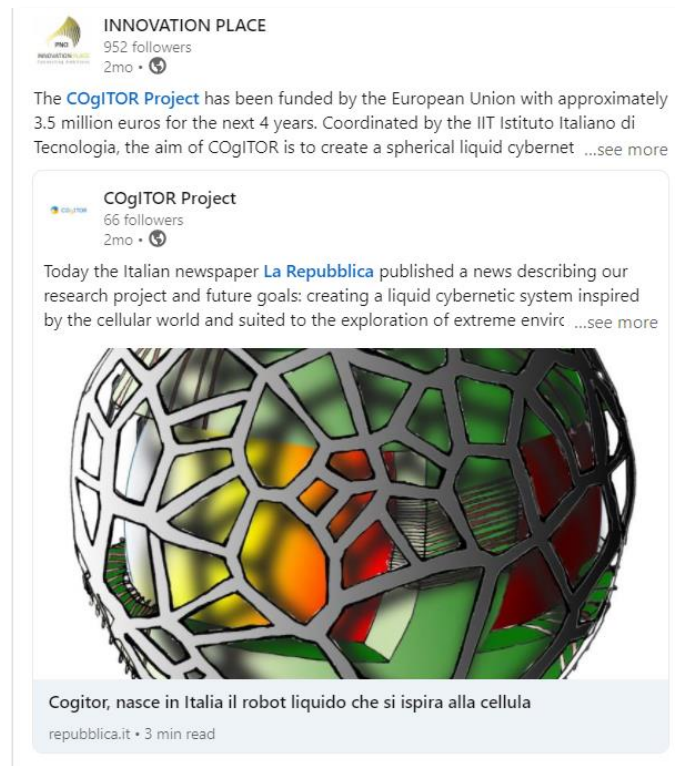 INNOVATION PLACE
952 followers
2mo •
PNO
INNOVATION PLACE
The COgITOR Project has been funded by the European Union with approximately
3.5 million euros for the next 4 years. Coordinated by the IIT Istituto Italiano di
Tecnologia, the aim of COgITOR is to create a spherical liquid cybernet ...see more
COgITOR
COgITOR Project
66 followers
2mo •
Today the Italian newspaper La Repubblica published a news describing our
research project and future goals: creating a liquid cybernetic system inspired
by the cellular world and suited to the exploration of extreme envirc ...see more
Cogitor, nasce in Italia il robot liquido che si ispira alla cellula
repubblica.it • 3 min read